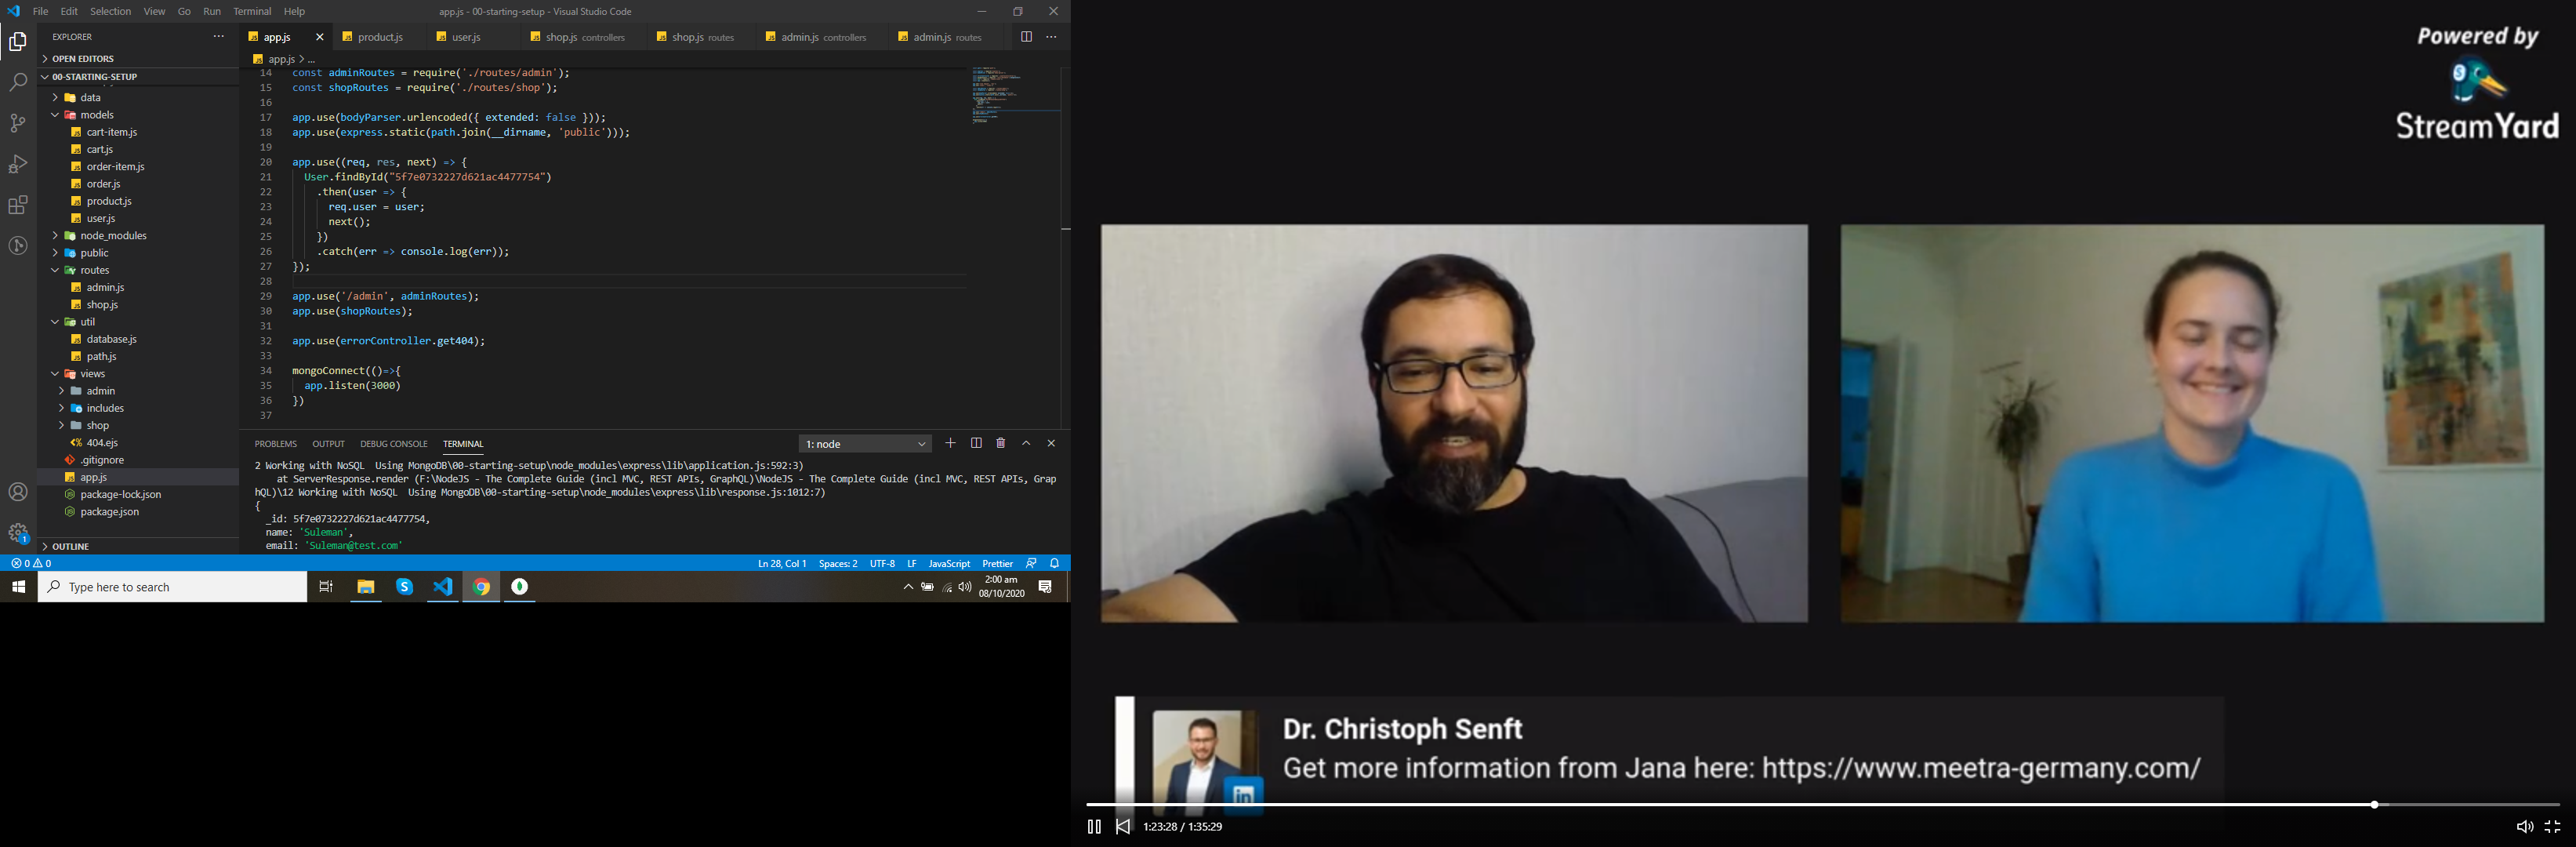 File Edit Selection View Go Run Terminal Help
app.js - 00-starting-setup - Visual Studio Code
EXPLORER
OPEN EDITORS
00-STARTING-SETUP
data
models
cart-item.js
cart.js
order-item.js
order.js
product.js
user.js
node_modules
public
routes
admin.js
shop.js
util
database.js
path.js
views
admin
includes
shop
404.ejs
.gitignore
app.js
package-lock.json
package.json
OUTLINE
app.js product.js user.js shop.js controllers shop.js routes admin.js controllers admin.js routes
app.js > ...
14 const adminRoutes = require('./routes/admin');
15 const shopRoutes = require('./routes/shop');
16
17 app.use(bodyParser.urlencoded({ extended: false }));
18 app.use(express.static(path.join(__dirname, 'public')));
19
20 app.use((req, res, next) => {
21 User.findById("5f7e0732227d621ac4477754")
22 .then(user => {
23 req.user = user;
24 next();
25 })
26 .catch(err => console.log(err));
27 });
28
29 app.use('/admin', adminRoutes);
30 app.use(shopRoutes);
31
32 app.use(errorController.get404);
33
34 mongoConnect(()=>{
35 app.listen(3000)
36 })
37
PROBLEMS OUTPUT DEBUG CONSOLE TERMINAL
1: node
2 Working with NoSQL  Using MongoDB\00-starting-setup\node_modules\express\lib\application.js:592:3)
at ServerResponse.render (F:\NodeJS - The Complete Guide (incl MVC, REST APIs, GraphQL)\NodeJS - The Complete Guide (incl MVC, REST APIs, Grap
hQL)\12 Working with NoSQL  Using MongoDB\00-starting-setup\node_modules\express\lib\response.js:1012:7)
{
_id: 5f7e0732227d621ac4477754,
name: 'Suleman',
email: 'Suleman@test.com'
0 0
Ln 28, Col 1 Spaces: 2 UTF-8 LF JavaScript Prettier
Type here to search
2:00 am
08/10/2020
Powered by
StreamYard
Dr. Christoph Senft
Get more information from Jana here: https://www.meetra-germany.com/
in
1:23:28 / 1:35:29